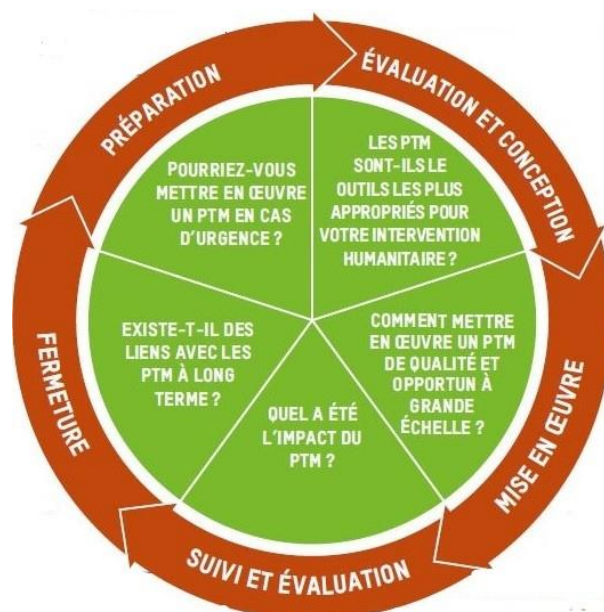 PRÉPARATION
ÉVALUATION ET CONCEPTION
MISE EN ŒUVRE
SUIVI ET ÉVALUATION
FERMETURE
POURRIEZ-VOUS
METTRE EN ŒUVRE
UN PTM EN CAS
D'URGENCE ?
LES PTM
SONT-ILS LE
OUTILS LES PLUS
APPROPRIÉS POUR
VOTRE INTERVENTION
HUMANITAIRE ?
COMMENT METTRE
EN ŒUVRE UN PTM
DE QUALITÉ ET
OPPORTUN À
GRANDE
ÉCHELLE ?
QUEL A ÉTÉ
L'IMPACT DU
PTM ?
EXISTE-T-IL DES
LIENS AVEC LES
PTM À LONG
TERME ?